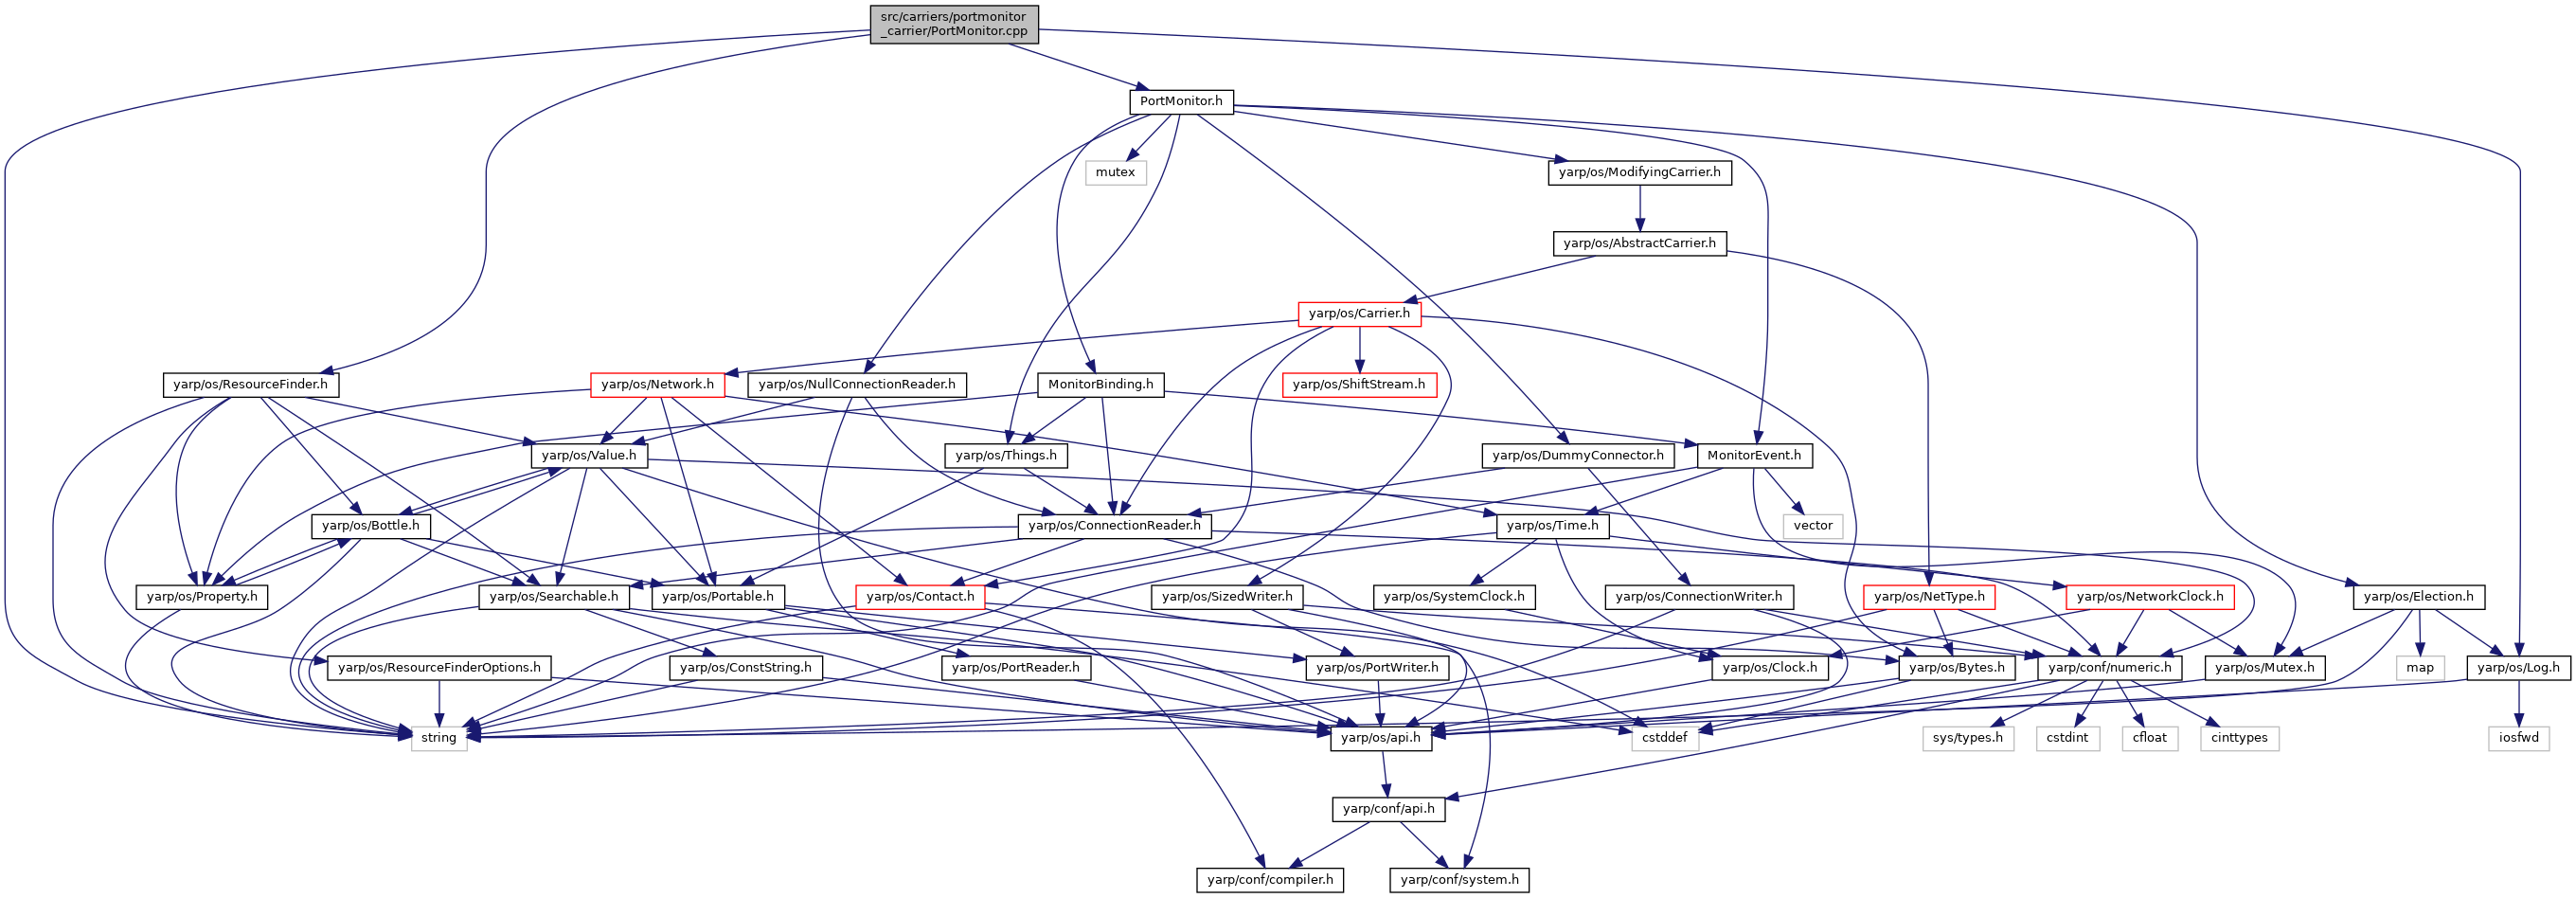 src/carriers/portmonitor
_carrier/PortMonitor.cpp
PortMonitor.h
mutex
yarp/os/ModifyingCarrier.h
yarp/os/AbstractCarrier.h
yarp/os/Carrier.h
yarp/os/ResourceFinder.h
yarp/os/Network.h
yarp/os/NullConnectionReader.h
MonitorBinding.h
yarp/os/ShiftStream.h
yarp/os/Value.h
yarp/os/Things.h
yarp/os/DummyConnector.h
MonitorEvent.h
yarp/os/Bottle.h
yarp/os/ConnectionReader.h
yarp/os/Time.h
vector
yarp/os/Property.h
yarp/os/Searchable.h
yarp/os/Portable.h
yarp/os/Contact.h
yarp/os/SizedWriter.h
yarp/os/SystemClock.h
yarp/os/ConnectionWriter.h
yarp/os/NetType.h
yarp/os/NetworkClock.h
yarp/os/Election.h
yarp/os/ResourceFinderOptions.h
yarp/os/ConstString.h
yarp/os/PortReader.h
yarp/os/PortWriter.h
yarp/os/Clock.h
yarp/os/Bytes.h
yarp/conf/numeric.h
yarp/os/Mutex.h
map
yarp/os/Log.h
string
yarp/os/api.h
cstddef
sys/types.h
cstdint
cfloat
cinttypes
iosfwd
yarp/conf/api.h
yarp/conf/compiler.h
yarp/conf/system.h